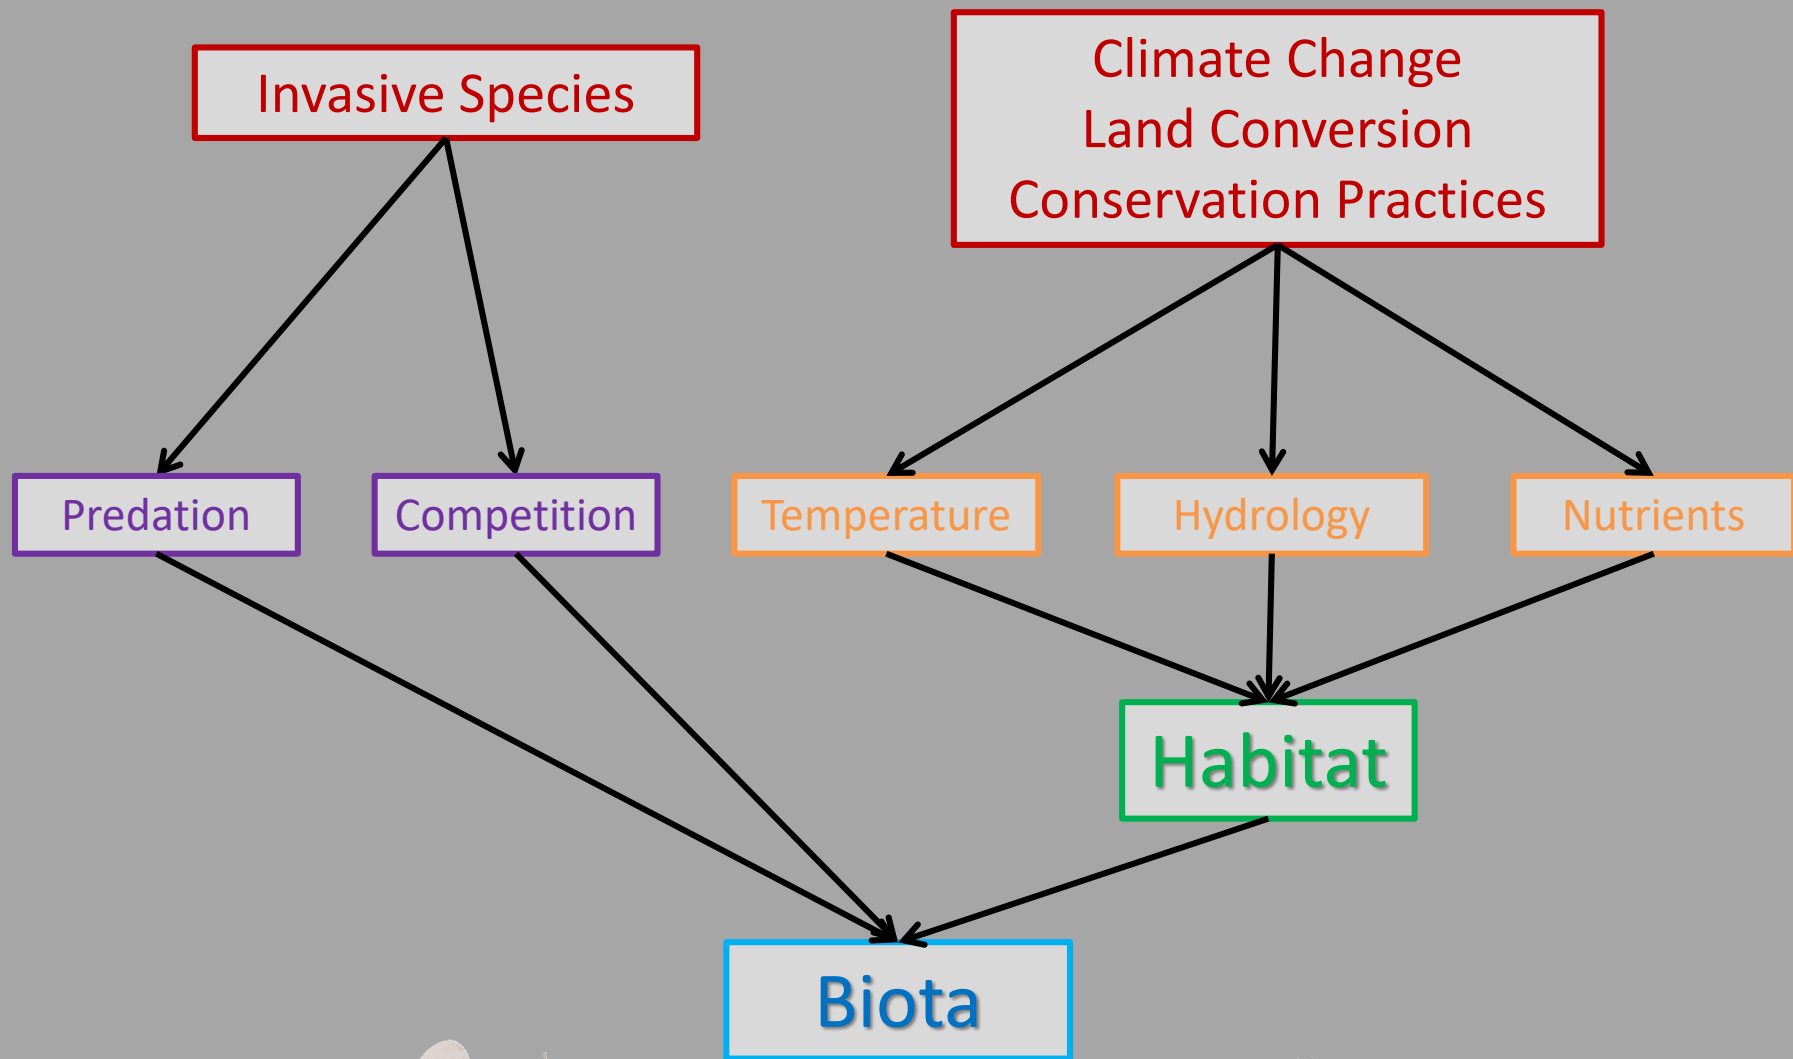 Invasive Species
Climate Change
Land Conversion
Conservation Practices
Predation
Competition
Temperature
Hydrology
Nutrients
Habitat
Biota